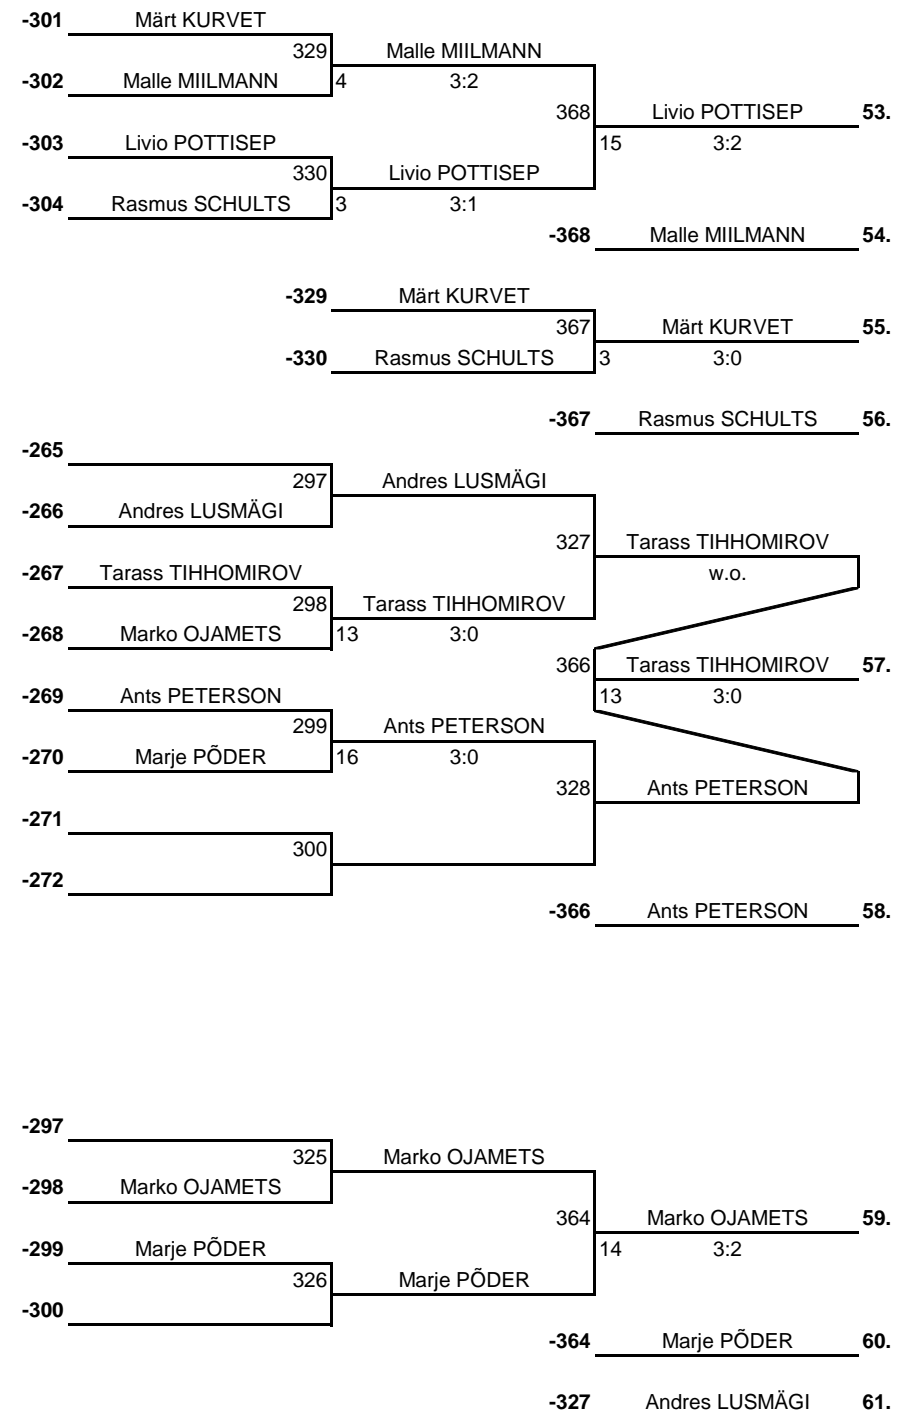 -301 Märt KURVET
329 Malle MIILMANN
-302 Malle MIILMANN 4 3:2
368 Livio POTTISEP 53.
-303 Livio POTTISEP 15 3:2
330 Livio POTTISEP
-304 Rasmus SCHULTS 3 3:1
-368 Malle MIILMANN 54.
-329 Märt KURVET
367 Märt KURVET 55.
-330 Rasmus SCHULTS 3 3:0
-367 Rasmus SCHULTS 56.
-265
297 Andres LUSMÄGI
-266 Andres LUSMÄGI
327 Tarass TIHHOMIROV
-267 Tarass TIHHOMIROV w.o.
298 Tarass TIHHOMIROV
-268 Marko OJAMETS 13 3:0
366 Tarass TIHHOMIROV 57.
-269 Ants PETERSON 13 3:0
299 Ants PETERSON
-270 Marje PÕDER 16 3:0
328 Ants PETERSON
-271
300
-272
-366 Ants PETERSON 58.
-297
325 Marko OJAMETS
-298 Marko OJAMETS
364 Marko OJAMETS 59.
-299 Marje PÕDER 14 3:2
326 Marje PÕDER
-300
-364 Marje PÕDER 60.
-327 Andres LUSMÄGI 61.